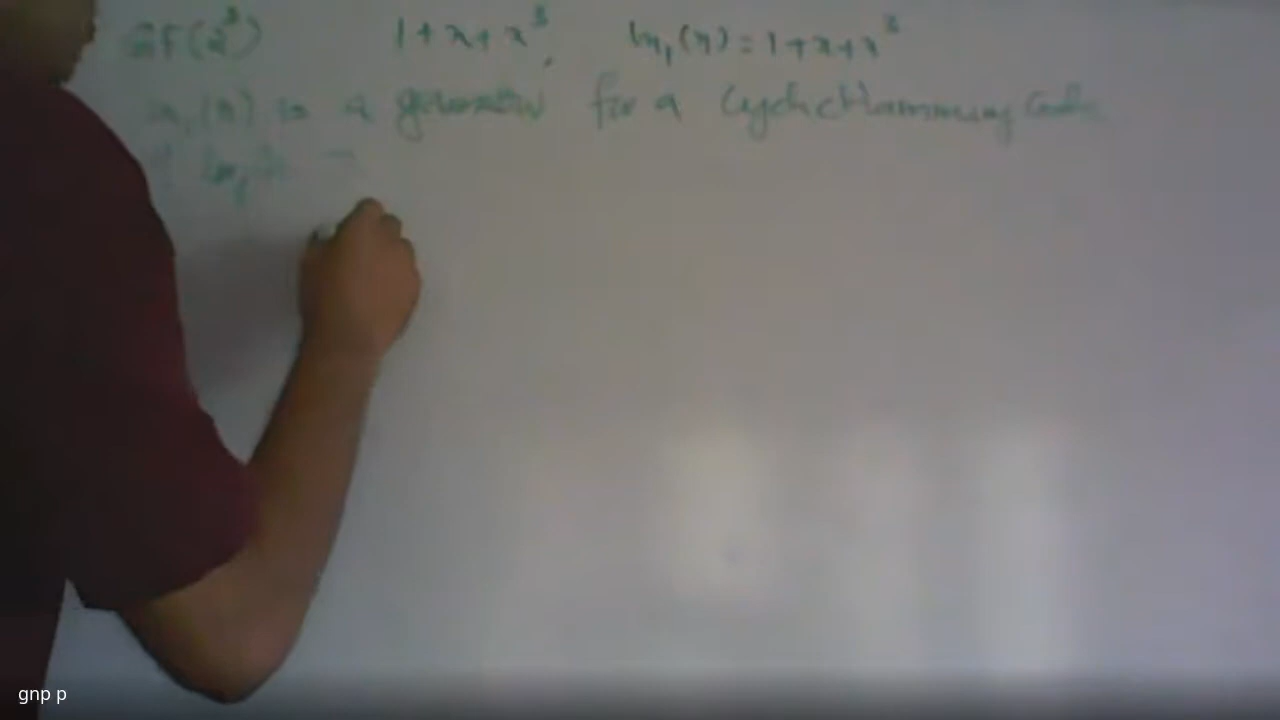 GF(2³) 1+x+x³, m₁(x) = 1+x+x³
m₁(x) is a generator for a Cyclic Hamming Code
gnp p